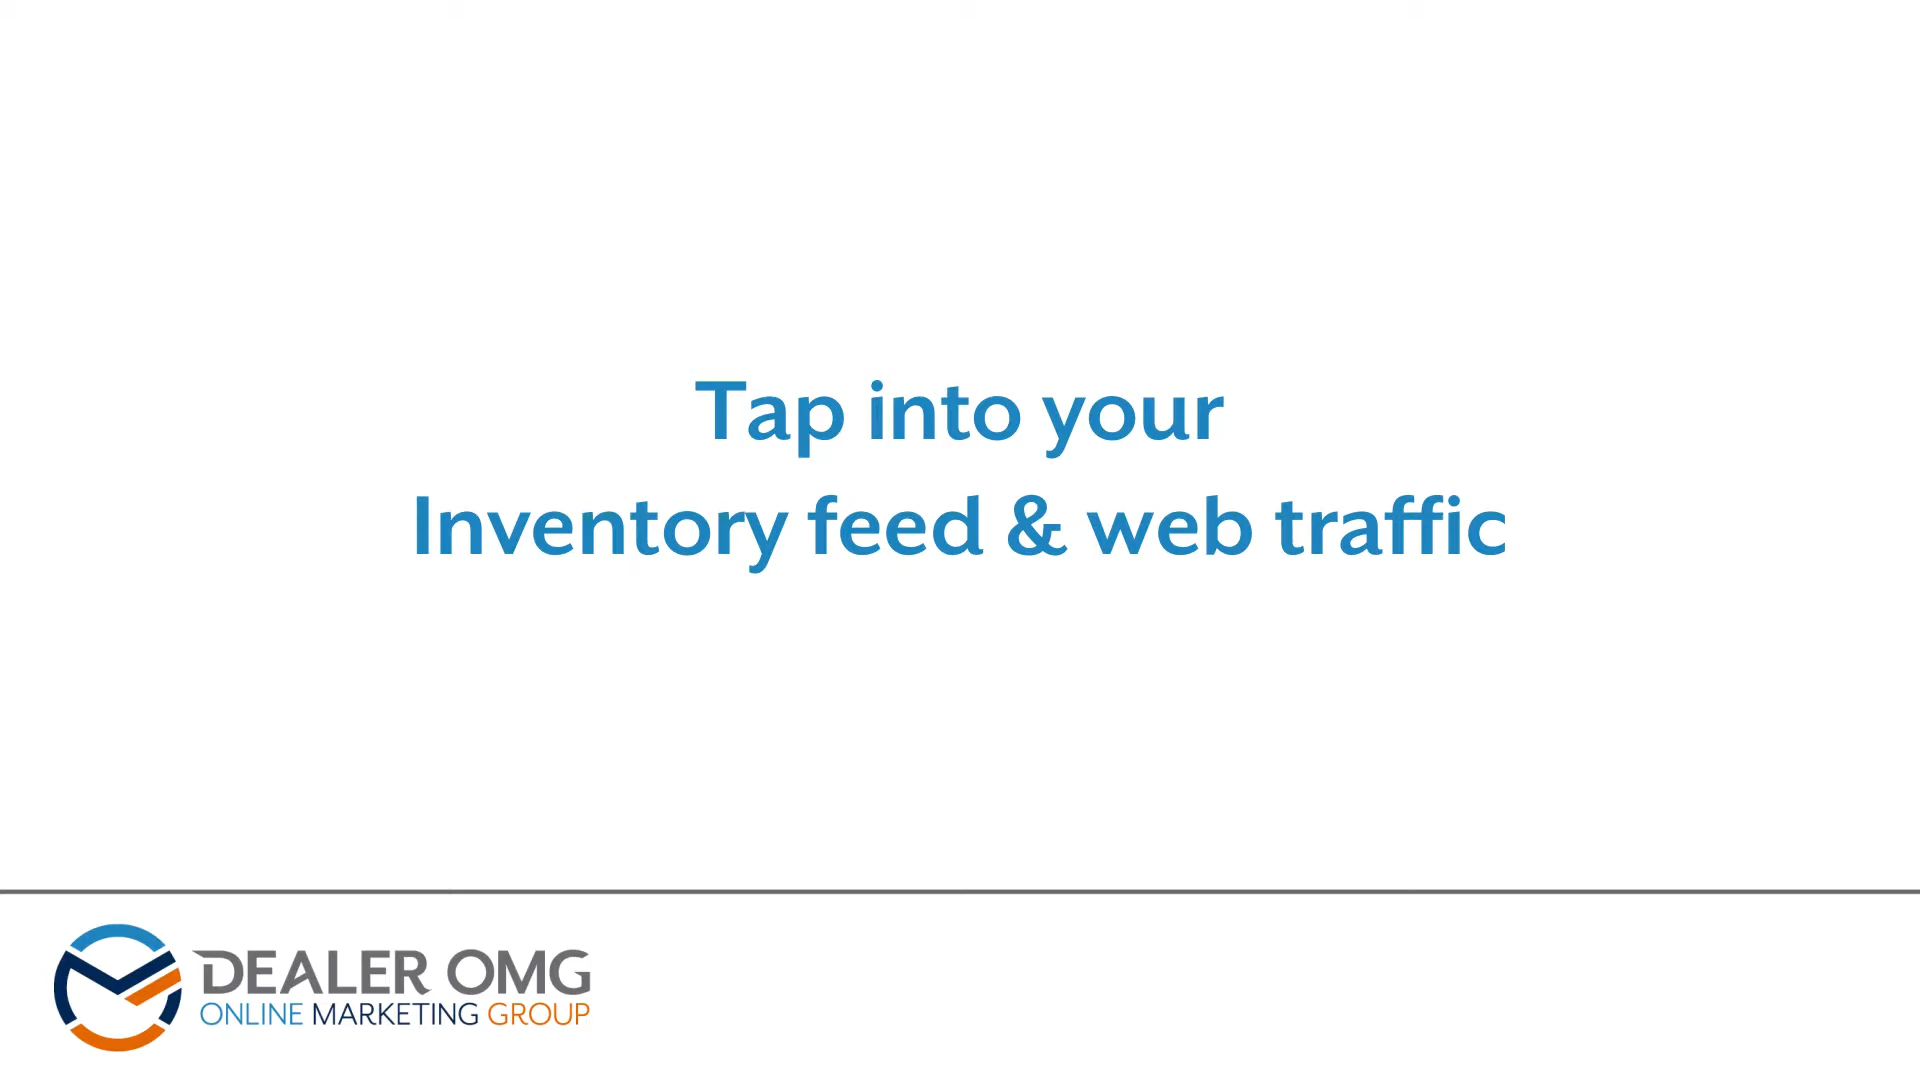 Tap into your
Inventory feed & web traffic
DEALER OMG
ONLINE MARKETING GROUP